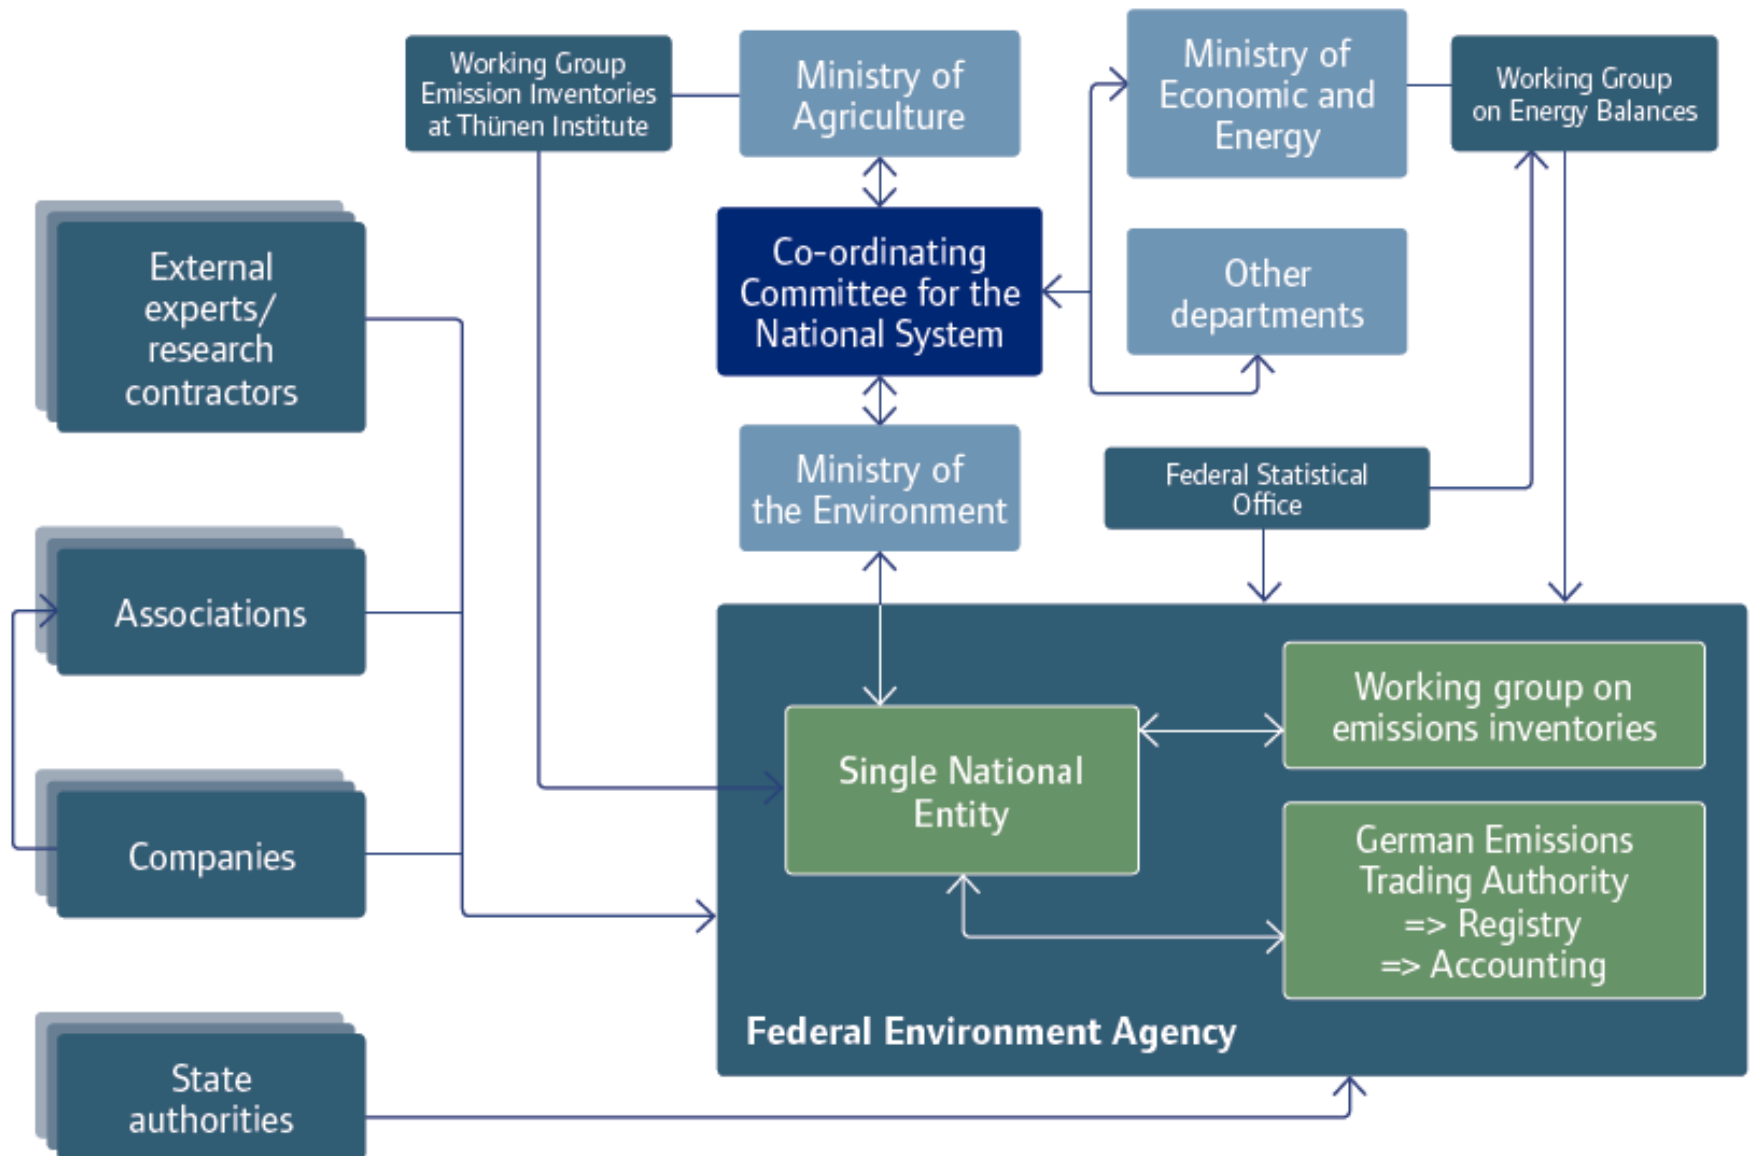 Working Group
Emission Inventories
at Thünen Institute
Ministry of
Agriculture
Ministry of
Economic and
Energy
Working Group
on Energy Balances
External
experts/
research
contractors
Co-ordinating
Committee for the
National System
Other
departments
Ministry of
the Environment
Federal Statistical
Office
Associations
Working group on
emissions inventories
Single National
Entity
Companies
German Emissions
Trading Authority
=> Registry
=> Accounting
Federal Environment Agency
State
authorities